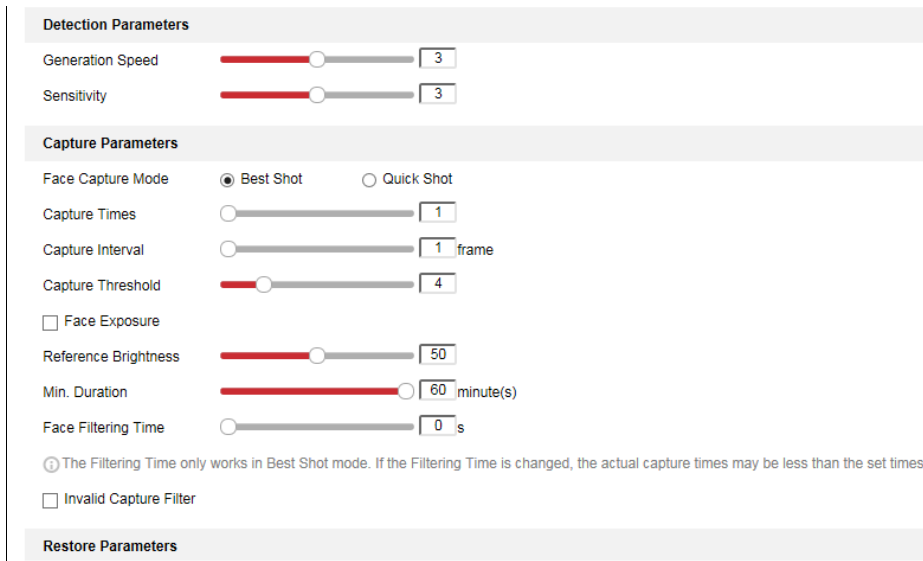 Detection Parameters
Generation Speed 3
Sensitivity 3
Capture Parameters
Face Capture Mode Best Shot Quick Shot
Capture Times 1
Capture Interval 1 frame
Capture Threshold 4
Face Exposure
Reference Brightness 50
Min. Duration 60 minute(s)
Face Filtering Time 0 s
The Filtering Time only works in Best Shot mode. If the Filtering Time is changed, the actual capture times may be less than the set times
Invalid Capture Filter
Restore Parameters